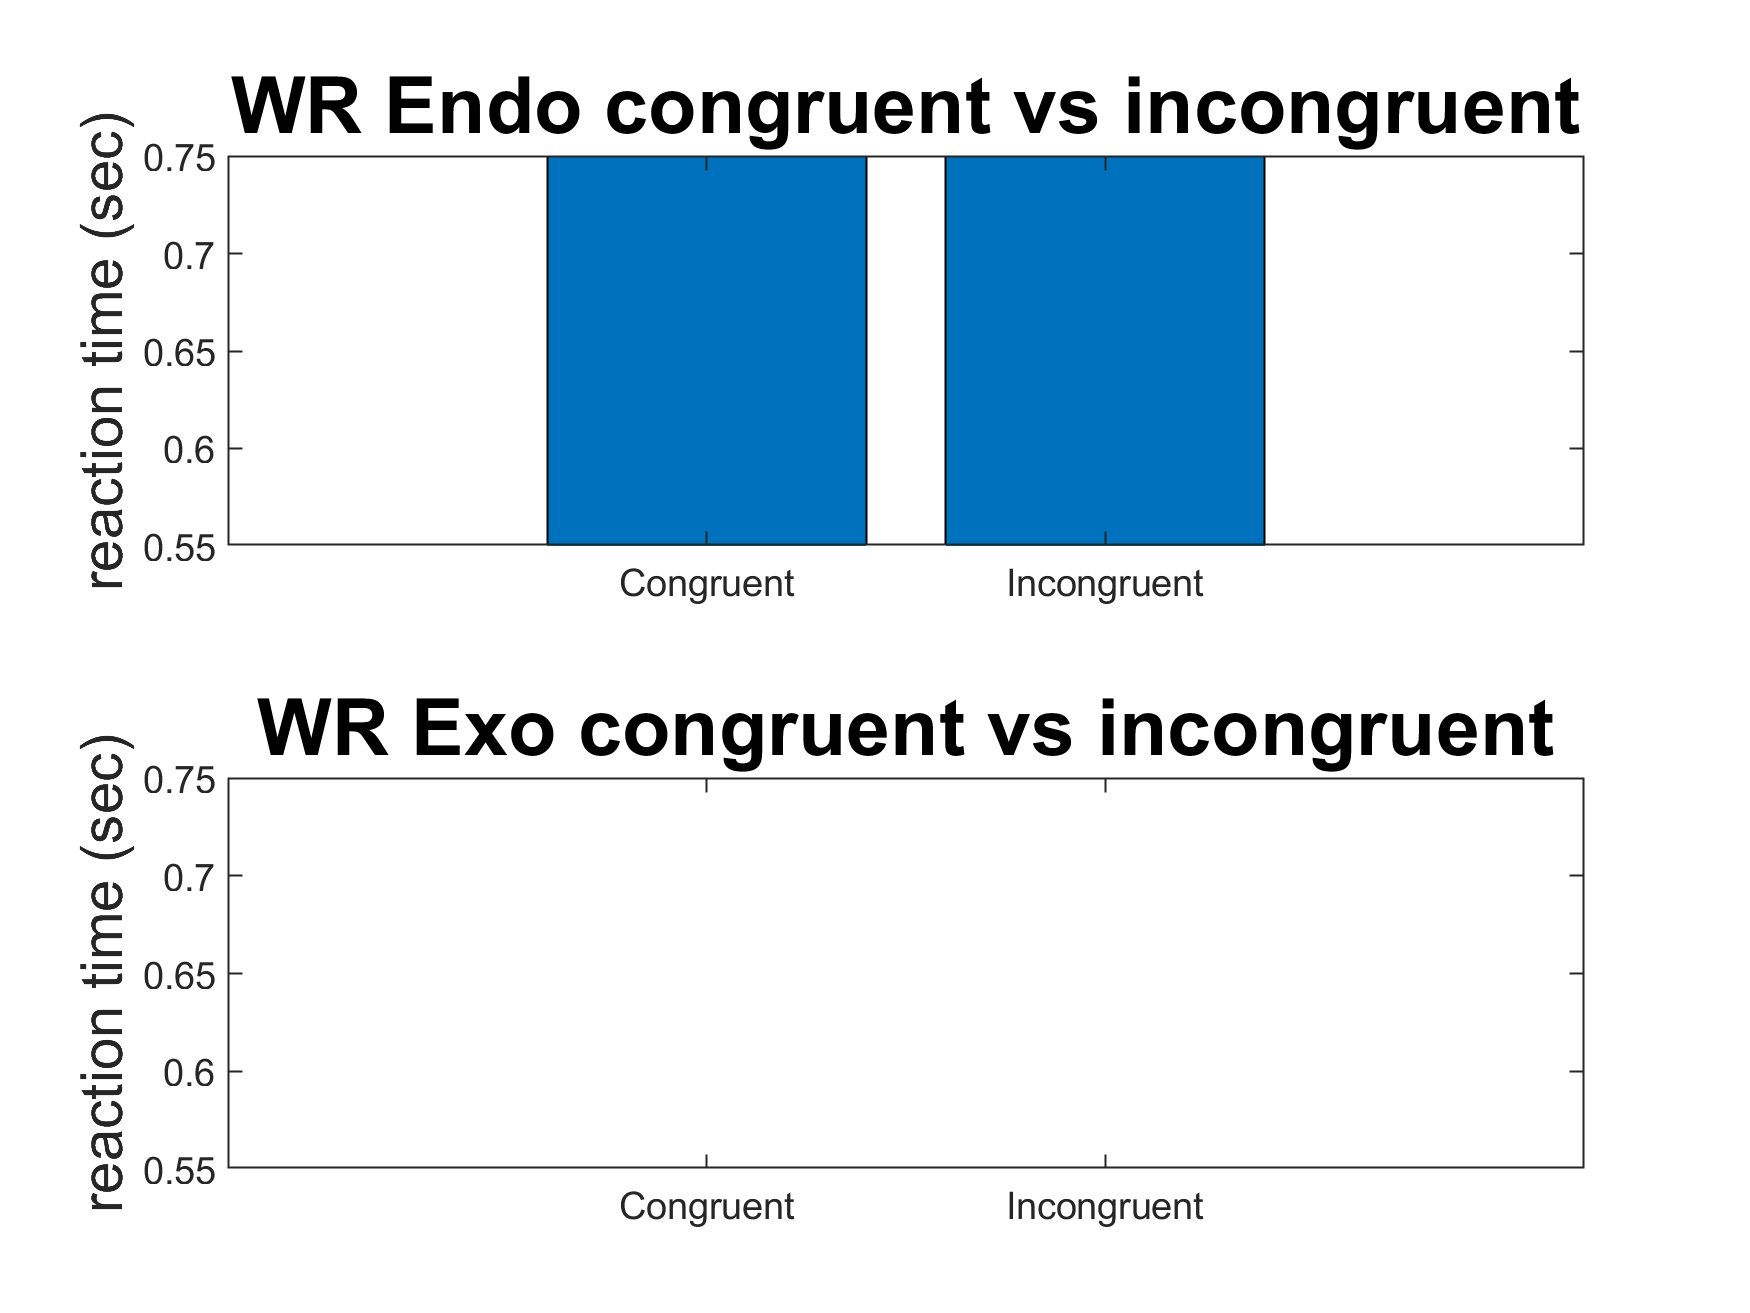 WR Endo congruent vs incongruent
reaction time (sec)
0.75
0.7
0.65
0.6
0.55
Congruent Incongruent
WR Exo congruent vs incongruent
reaction time (sec)
0.75
0.7
0.65
0.6
0.55
Congruent Incongruent